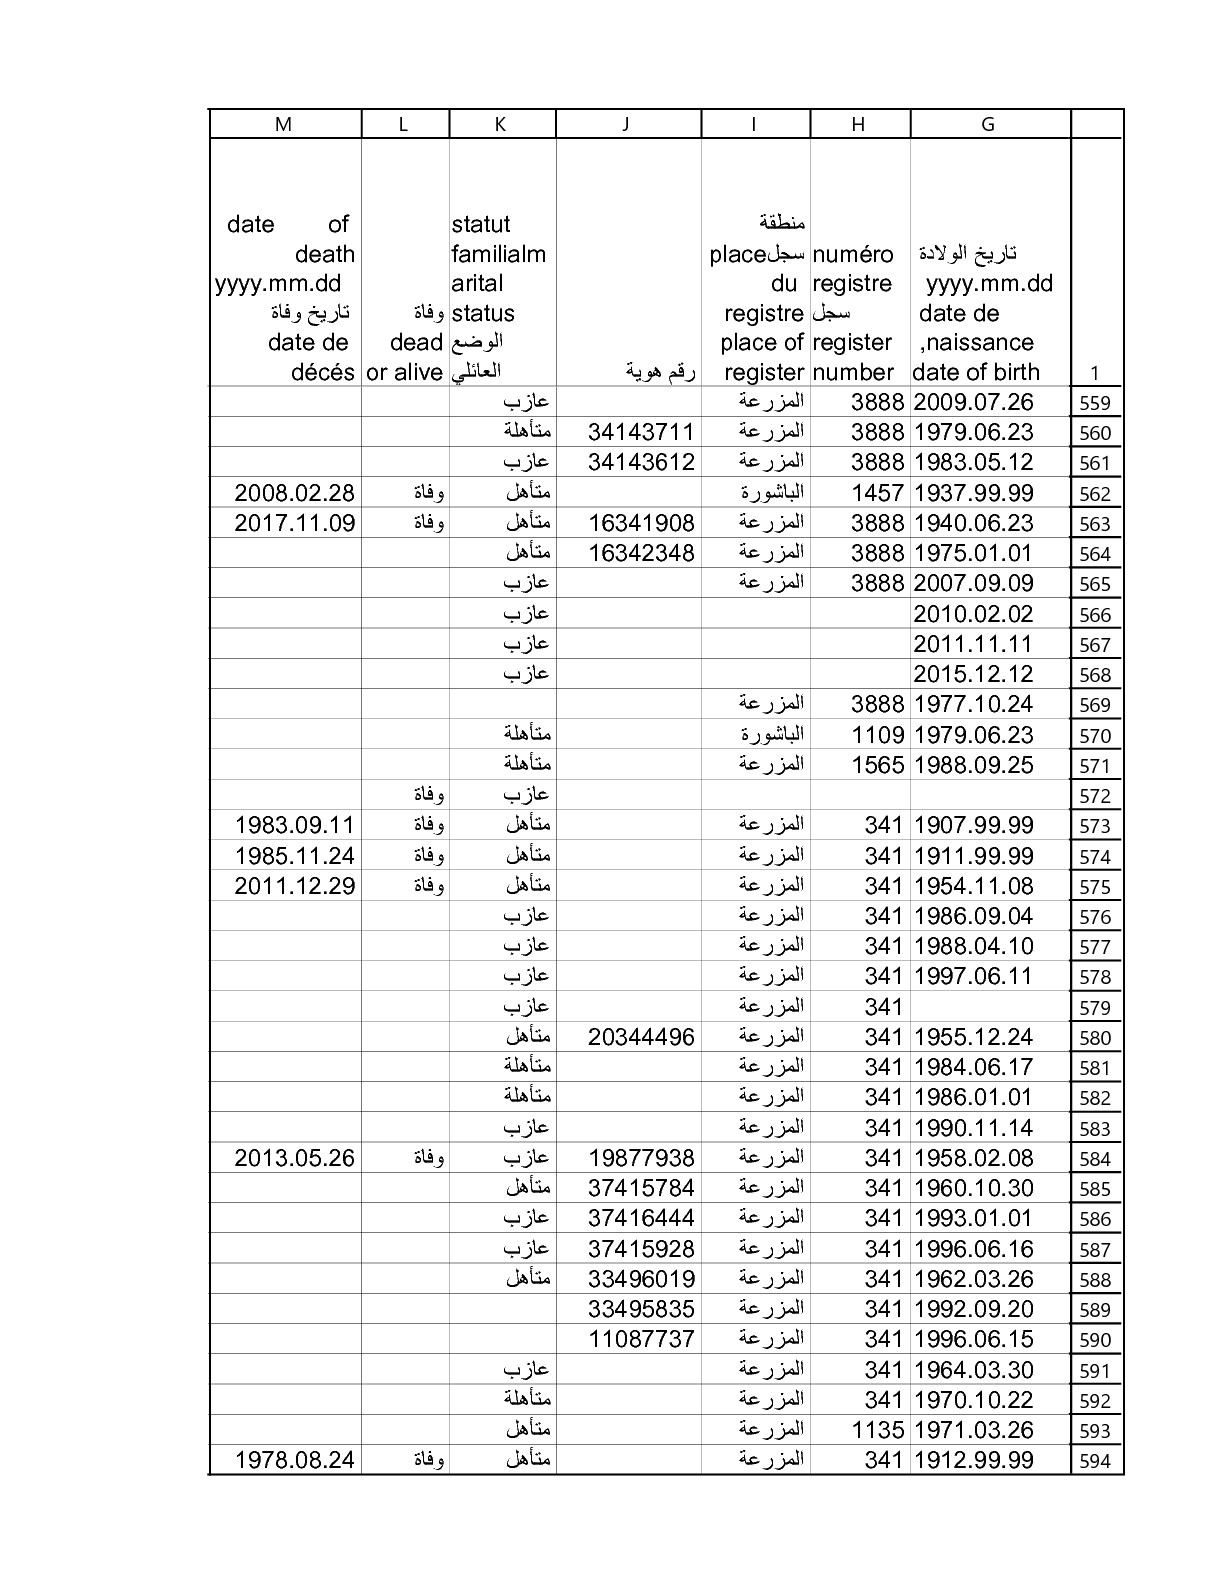 M L K J I H G
date of statut منطقة
death familialm سجلplace numéro تاريخ الولادة
yyyy.mm.dd arital du registre yyyy.mm.dd
تاريخ وفاة وفاة status registre سجل date de
date de dead الوضع place of register ,naissance
décés or alive العائلي رقم هوية register number date of birth 1
عازب المزرعة 3888 2009.07.26 559
متأهلة 34143711 المزرعة 3888 1979.06.23 560
عازب 34143612 المزرعة 3888 1983.05.12 561
2008.02.28 وفاة متأهل الباشورة 1457 1937.99.99 562
2017.11.09 وفاة متأهل 16341908 المزرعة 3888 1940.06.23 563
متأهل 16342348 المزرعة 3888 1975.01.01 564
عازب المزرعة 3888 2007.09.09 565
عازب 2010.02.02 566
عازب 2011.11.11 567
عازب 2015.12.12 568
المزرعة 3888 1977.10.24 569
متأهلة الباشورة 1109 1979.06.23 570
متأهلة المزرعة 1565 1988.09.25 571
وفاة عازب 572
1983.09.11 وفاة متأهل المزرعة 341 1907.99.99 573
1985.11.24 وفاة متأهل المزرعة 341 1911.99.99 574
2011.12.29 وفاة متأهل المزرعة 341 1954.11.08 575
عازب المزرعة 341 1986.09.04 576
عازب المزرعة 341 1988.04.10 577
عازب المزرعة 341 1997.06.11 578
عازب المزرعة 341 579
متأهل 20344496 المزرعة 341 1955.12.24 580
متأهلة المزرعة 341 1984.06.17 581
متأهلة المزرعة 341 1986.01.01 582
عازب المزرعة 341 1990.11.14 583
2013.05.26 وفاة عازب 19877938 المزرعة 341 1958.02.08 584
متأهل 37415784 المزرعة 341 1960.10.30 585
عازب 37416444 المزرعة 341 1993.01.01 586
عازب 37415928 المزرعة 341 1996.06.16 587
متأهل 33496019 المزرعة 341 1962.03.26 588
33495835 المزرعة 341 1992.09.20 589
11087737 المزرعة 341 1996.06.15 590
عازب المزرعة 341 1964.03.30 591
متأهلة المزرعة 341 1970.10.22 592
متأهل المزرعة 1135 1971.03.26 593
1978.08.24 وفاة متأهل المزرعة 341 1912.99.99 594